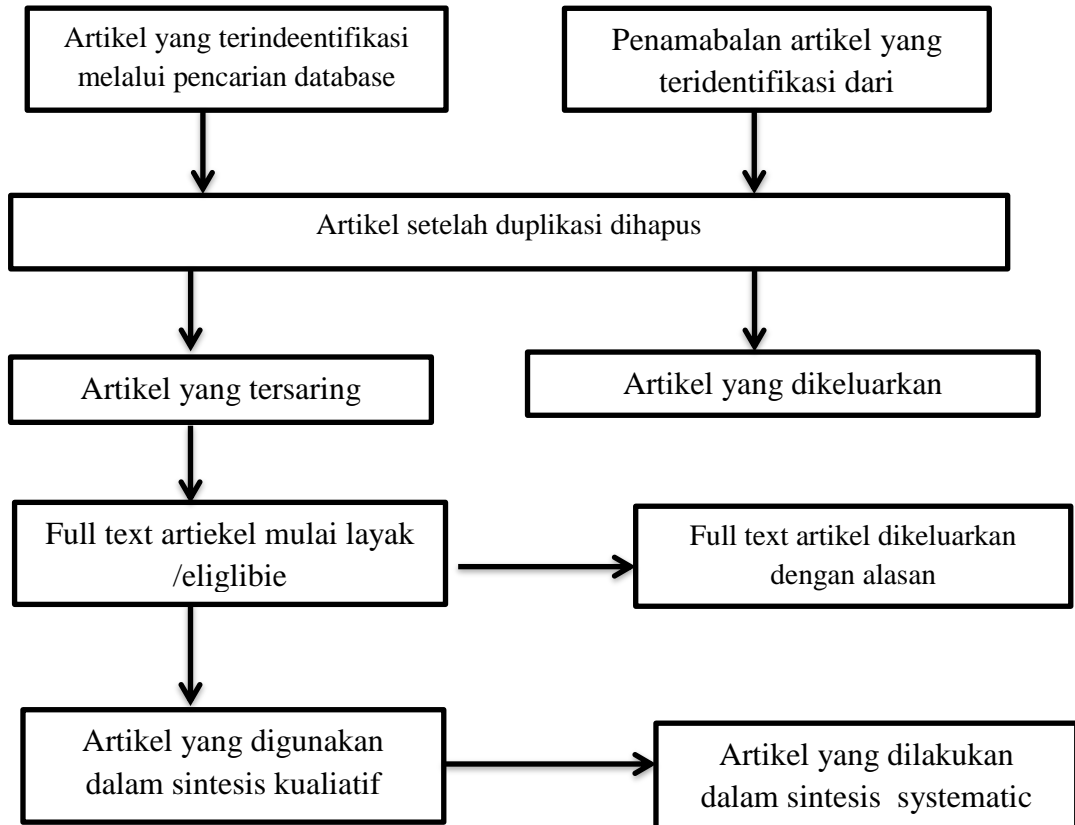 Artikel yang terindeentifikasi
melalui pencarian database
Penamabalan artikel yang
teridentifikasi dari
Artikel setelah duplikasi dihapus
Artikel yang tersaring
Artikel yang dikeluarkan
Full text artiekel mulai layak
/eliglibie
Full text artikel dikeluarkan
dengan alasan
Artikel yang digunakan
dalam sintesis kualiatif
Artikel yang dilakukan
dalam sintesis systematic